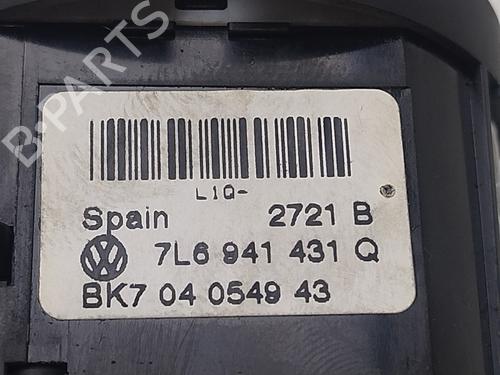 B-PARTS
L1Q-
Spain 2721 B
7L6 941 431 Q
BK7 04 0549 43